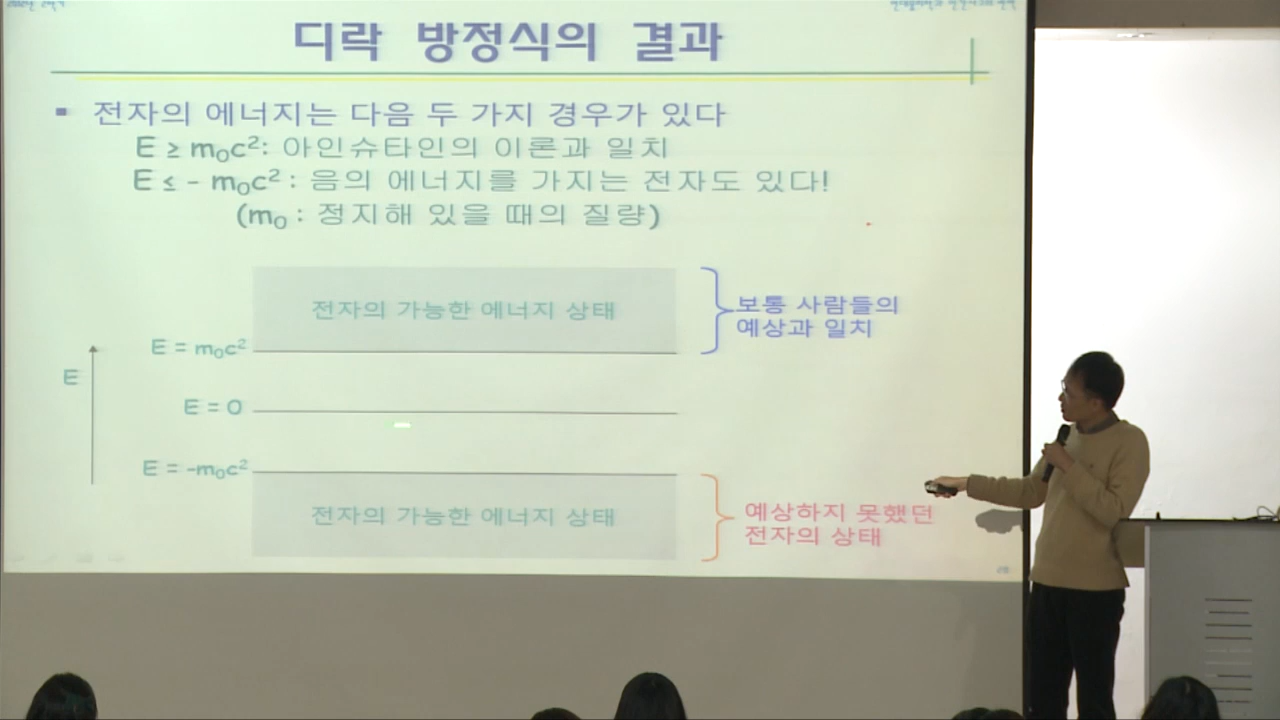 디락 방정식의 결과
▪ 전자의 에너지는 다음 두 가지 경우가 있다
E ≥ m₀c²: 아인슈타인의 이론과 일치
E ≤ - m₀c² : 음의 에너지를 가지는 전자도 있다!
(m₀ : 정지해 있을 때의 질량)
전자의 가능한 에너지 상태
보통 사람들의
예상과 일치
E = m₀c²
E
E = 0
E = -m₀c²
전자의 가능한 에너지 상태
예상하지 못했던
전자의 상태